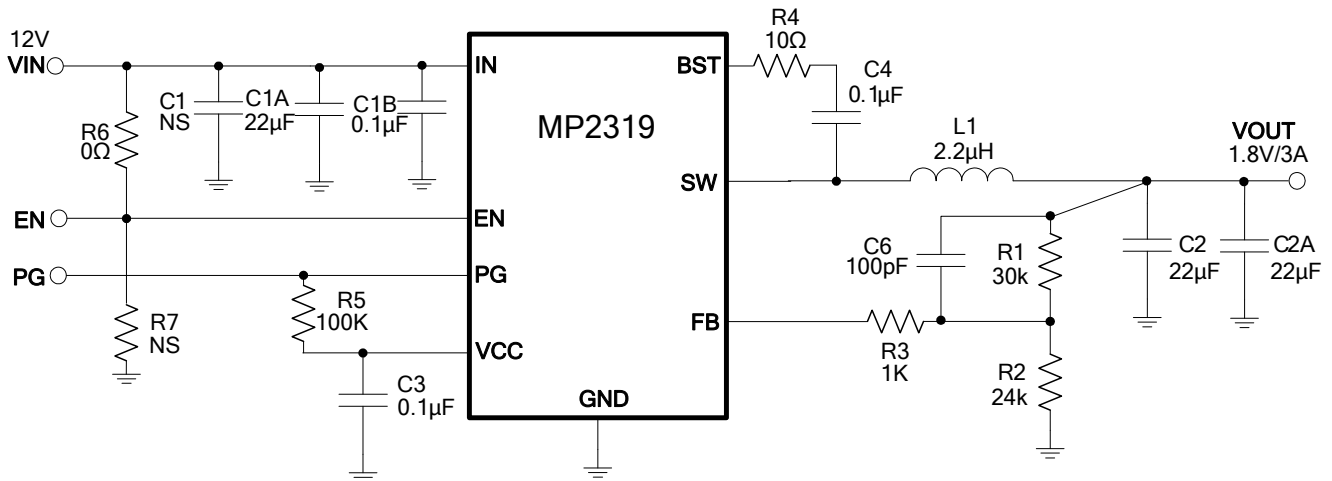 12V
VIN
R6
0Ω
C1
NS
C1A
22µF
C1B
0.1µF
IN
MP2319
BST
R4
10Ω
C4
0.1µF
L1
2.2µH
VOUT
1.8V/3A
SW
EN
EN
PG
PG
R7
NS
R5
100K
VCC
C3
0.1µF
GND
FB
C6
100pF
R1
30k
R3
1K
R2
24k
C2
22µF
C2A
22µF